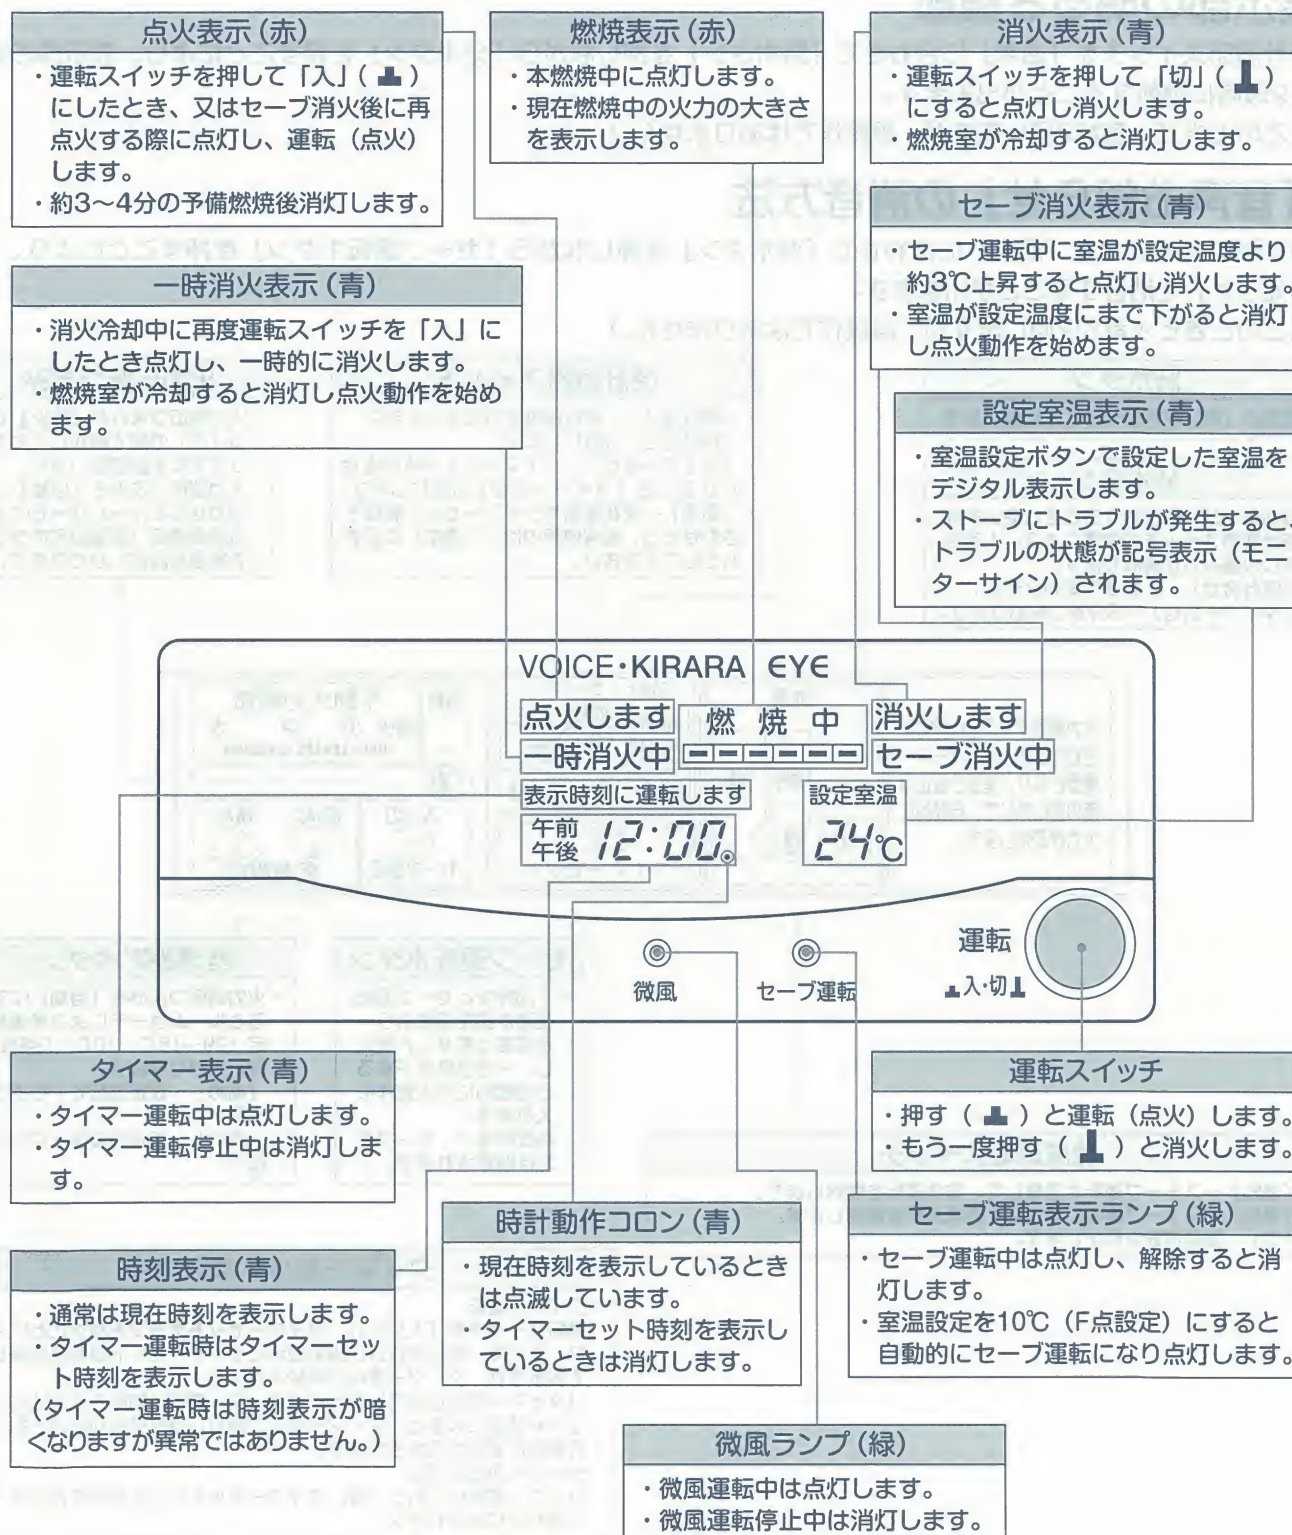 点火表示(赤)
・運転スイッチを押して「入」( )
にしたとき、又はセーブ消火後に再
点火する際に点灯し、運転(点火)
します。
・約3〜4分の予備燃焼後消灯します。
燃焼表示(赤)
・本燃焼中に点灯します。
・現在燃焼中の火力の大きさ
を表示します。
消火表示(青)
・運転スイッチを押して「切」( )
にすると点灯し消火します。
・燃焼室が冷却すると消灯します。
セーブ消火表示(青)
・セーブ運転中に室温が設定温度より
約3℃上昇すると点灯し消火します。
・室温が設定温度にまで下がると消灯
し点火動作を始めます。
一時消火表示(青)
・消火冷却中に再度運転スイッチを「入」に
したとき点灯し、一時的に消火します。
・燃焼室が冷却すると消灯し点火動作を始め
ます。
設定室温表示(青)
・室温設定ボタンで設定した室温を
デジタル表示します。
・ストーブにトラブルが発生すると、
トラブルの状態が記号表示(モニ
ターサイン)されます。
VOICE・KIRARA EYE
点火します
燃焼中
消火します
一時消火中
セーブ消火中
表示時刻に運転します
設定室温
午前
午後
12:00
24℃
微風
セーブ運転
運転
入・切
タイマー表示(青)
・タイマー運転中は点灯します。
・タイマー運転停止中は消灯しま
す。
運転スイッチ
・押す( )と運転(点火)します。
・もう一度押す( )と消火します。
時刻表示(青)
・通常は現在時刻を表示します。
・タイマー運転時はタイマーセッ
ト時刻を表示します。
(タイマー運転時は時刻表示が暗
くなりますが異常ではありません。)
時計動作コロン(青)
・現在時刻を表示しているとき
は点滅しています。
・タイマーセット時刻を表示し
ているときは消灯します。
セーブ運転表示ランプ(緑)
・セーブ運転中は点灯し、解除すると消
灯します。
・室温設定を10℃(F点設定)にすると
自動的にセーブ運転になり点灯します。
微風ランプ(緑)
・微風運転中は点灯します。
・微風運転停止中は消灯します。